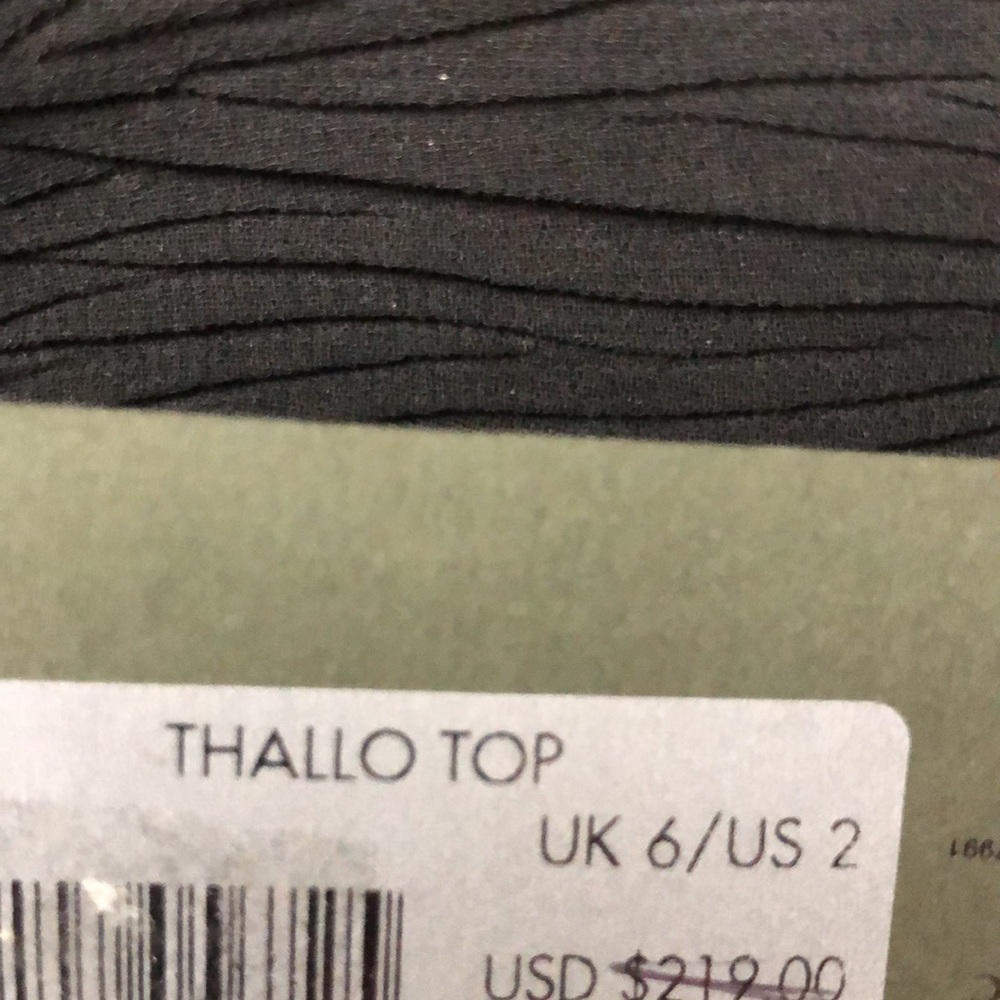 THALLO TOP
UK 6/US 2
USD $219.00